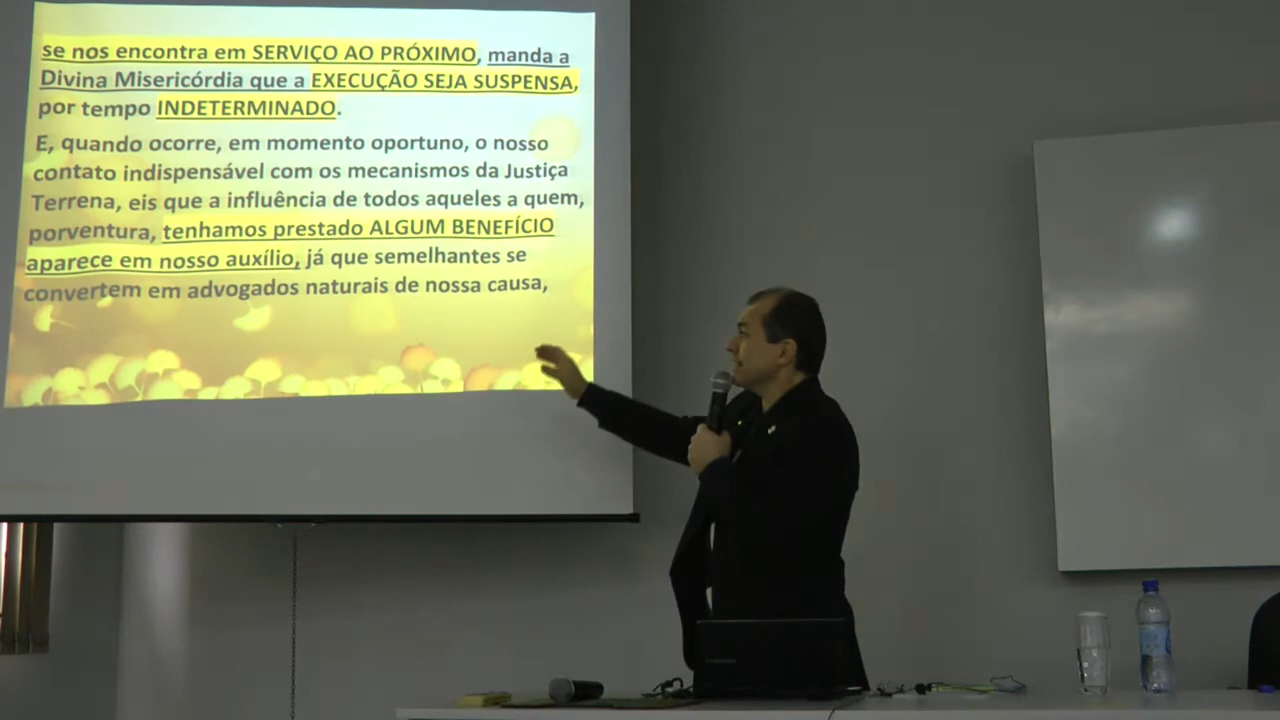 se nos encontra em SERVIÇO AO PRÓXIMO, manda a
Divina Misericórdia que a EXECUÇÃO SEJA SUSPENSA,
por tempo INDETERMINADO.
E, quando ocorre, em momento oportuno, o nosso
contato indispensável com os mecanismos da Justiça
Terrena, eis que a influência de todos aqueles a quem,
porventura, tenhamos prestado ALGUM BENEFÍCIO
aparece em nosso auxílio, já que semelhantes se
convertem em advogados naturais de nossa causa,